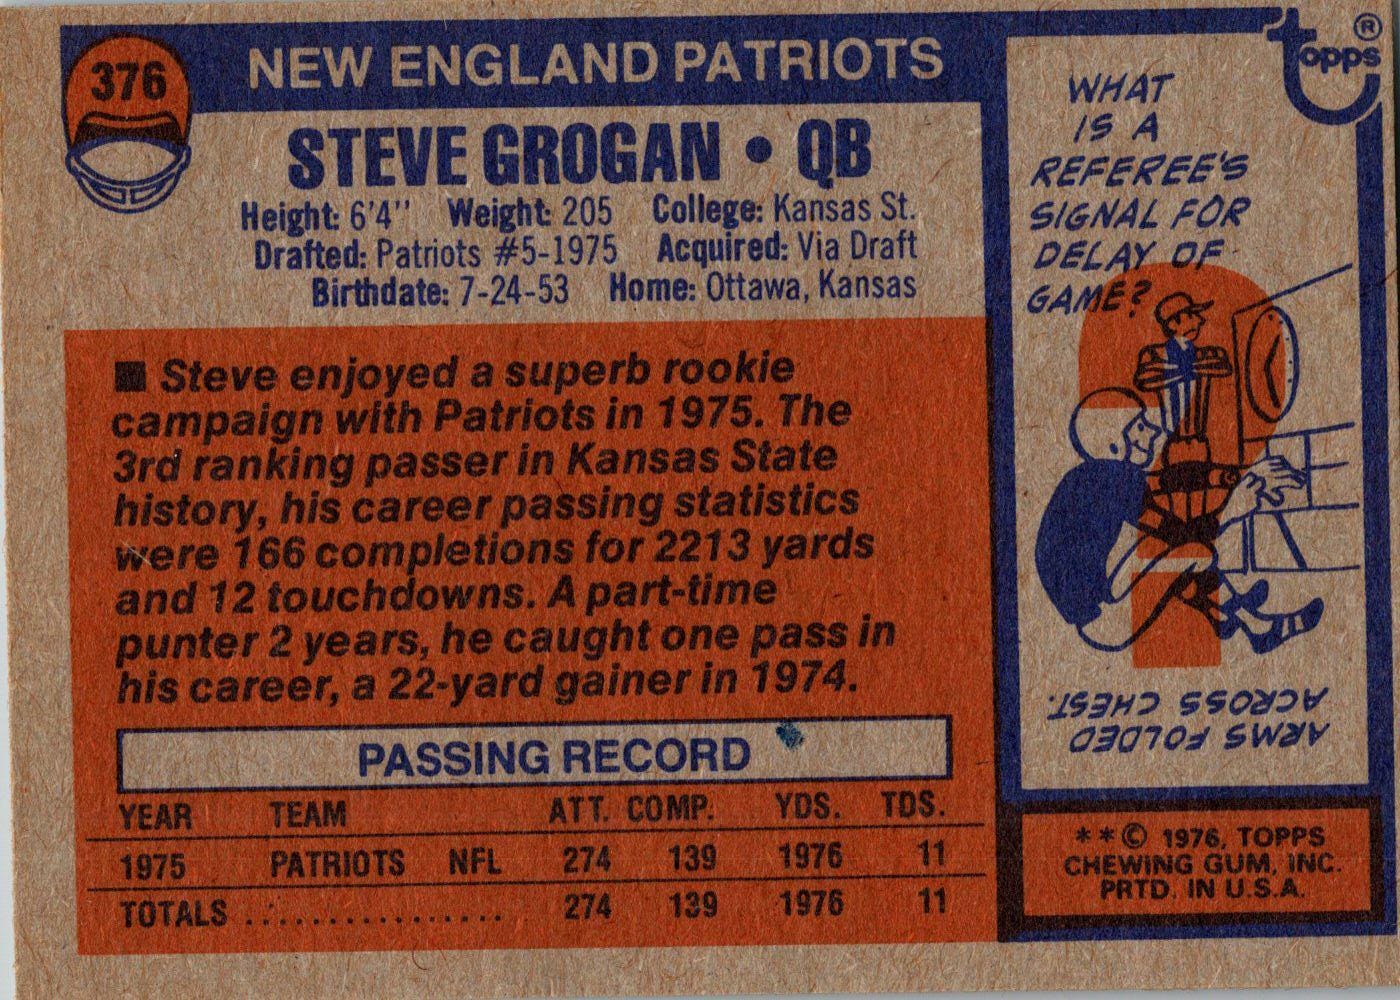 376
NEW ENGLAND PATRIOTS
STEVE GROGAN • QB
Height: 6'4" Weight: 205 College: Kansas St.
Drafted: Patriots #5-1975 Acquired: Via Draft
Birthdate: 7-24-53 Home: Ottawa, Kansas
■ Steve enjoyed a superb rookie
campaign with Patriots in 1975. The
3rd ranking passer in Kansas State
history, his career passing statistics
were 166 completions for 2213 yards
and 12 touchdowns. A part-time
punter 2 years, he caught one pass in
his career, a 22-yard gainer in 1974.
PASSING RECORD
YEAR TEAM ATT. COMP. YDS. TDS.
1975 PATRIOTS NFL 274 139 1976 11
TOTALS ................. 274 139 1976 11
topps®
WHAT
IS A
REFEREE'S
SIGNAL FOR
DELAY OF
GAME?
ARMS FOLDED
ACROSS CHEST.
**© 1976, TOPPS
CHEWING GUM, INC.
PRTD. IN U.S.A.